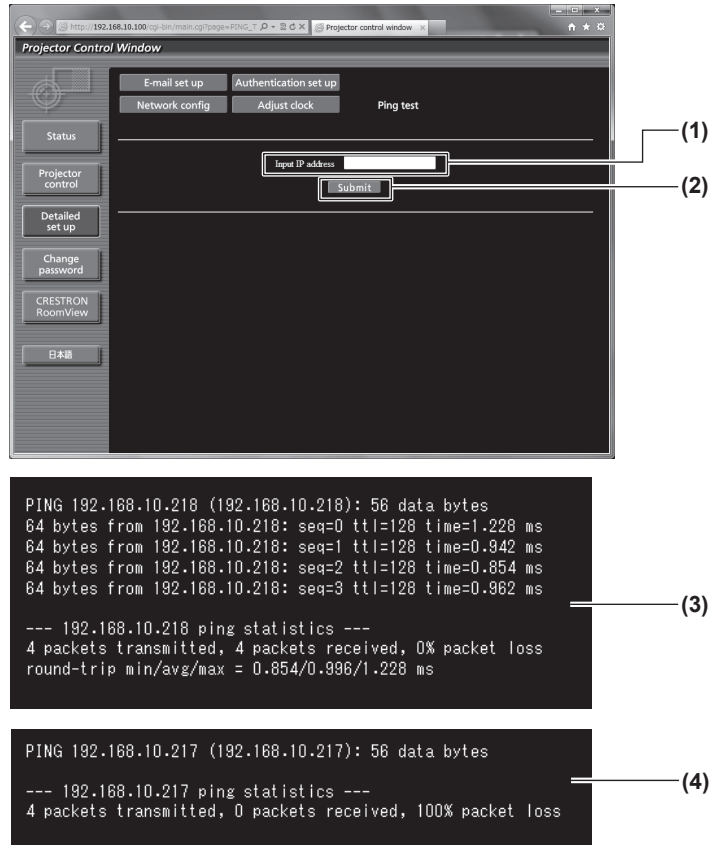 http://192.168.10.100/cgi-bin/main.cgi?page=PING_T
Projector control window
Projector Control Window
E-mail set up Authentication set up
Network config Adjust clock Ping test
Status
Projector control
Detailed set up
Change password
CRESTRON RoomView
日本語
Input IP address
Submit
(1)
(2)
PING 192.168.10.218 (192.168.10.218): 56 data bytes
64 bytes from 192.168.10.218: seq=0 ttl=128 time=1.228 ms
64 bytes from 192.168.10.218: seq=1 ttl=128 time=0.942 ms
64 bytes from 192.168.10.218: seq=2 ttl=128 time=0.854 ms
64 bytes from 192.168.10.218: seq=3 ttl=128 time=0.962 ms
--- 192.168.10.218 ping statistics ---
4 packets transmitted, 4 packets received, 0% packet loss
round-trip min/avg/max = 0.854/0.996/1.228 ms
(3)
PING 192.168.10.217 (192.168.10.217): 56 data bytes
--- 192.168.10.217 ping statistics ---
4 packets transmitted, 0 packets received, 100% packet loss
(4)